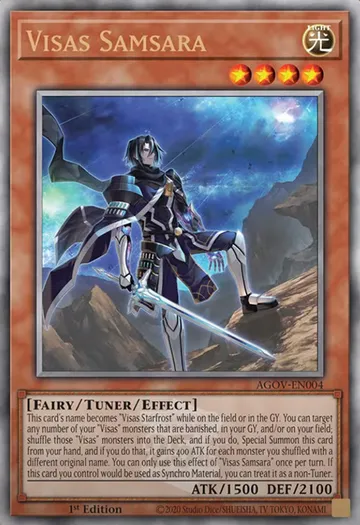 VISAS SAMSARA
LIGHT
光
AGOV-EN004
[FAIRY/TUNER/EFFECT]
This card's name becomes "Visas Starfrost" while on the field or in the GY. You can target
any number of your "Visas" monsters that are banished, in your GY, and/or on your field;
shuffle those "Visas" monsters into the Deck, and if you do, Special Summon this card
from your hand, and if you do that, it gains 400 ATK for each monster you shuffled with a
different original name. You can only use this effect of "Visas Samsara" once per turn. If
this card you control would be used as Synchro Material, you can treat it as a non-Tuner.
ATK/1500 DEF/2100
1st Edition
©2020 Studio Dice/SHUEISHA, TV TOKYO, KONAMI